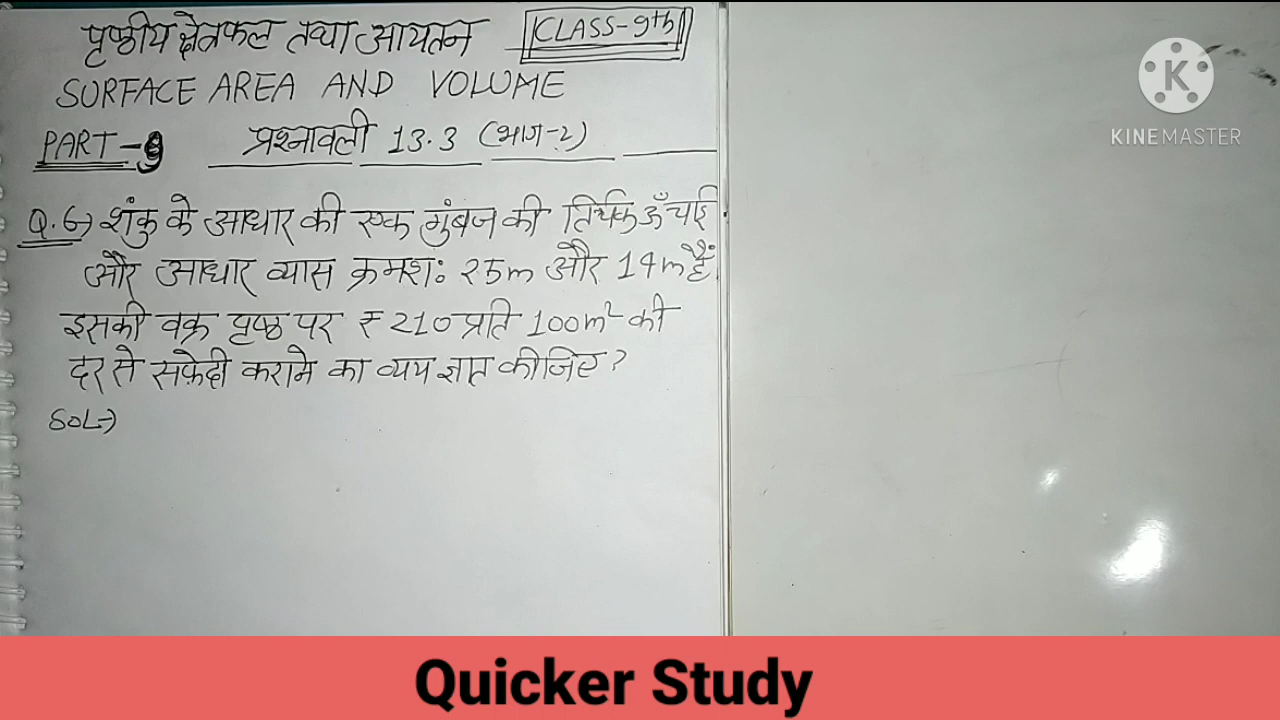 पृष्ठीय क्षेत्रफल तथा आयतन CLASS-9th
SURFACE AREA AND VOLUME
PART-9 प्रश्नावली 13.3 (भाग-2)
Q.6→ शंकु के आधार की एक गुंबज की तिर्यक ऊँचाई
और आधार व्यास क्रमशः 25m और 14m हैं।
इसकी वक्र पृष्ठ पर ₹ 210 प्रति 100m² की
दर से सफ़ेदी कराने का व्यय ज्ञात कीजिए?
SOL→
K
KINEMASTER
Quicker Study